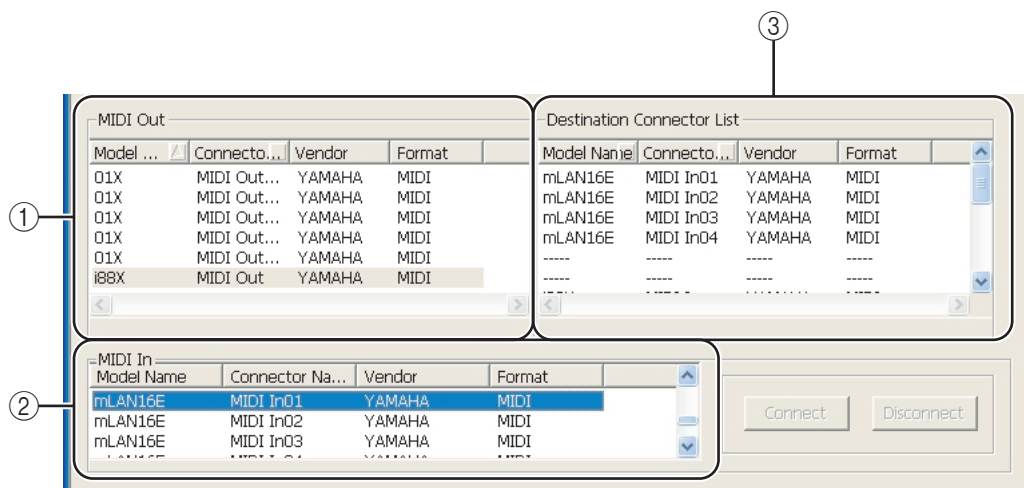 ③
MIDI Out
Model ... Connecto... Vendor Format
01X MIDI Out... YAMAHA MIDI
01X MIDI Out... YAMAHA MIDI
01X MIDI Out... YAMAHA MIDI
01X MIDI Out... YAMAHA MIDI
01X MIDI Out... YAMAHA MIDI
i88X MIDI Out YAMAHA MIDI
①
Destination Connector List
Model Name Connecto... Vendor Format
mLAN16E MIDI In01 YAMAHA MIDI
mLAN16E MIDI In02 YAMAHA MIDI
mLAN16E MIDI In03 YAMAHA MIDI
mLAN16E MIDI In04 YAMAHA MIDI
----- ----- ----- -----
----- ----- ----- -----
MIDI In
Model Name Connector Na... Vendor Format
mLAN16E MIDI In01 YAMAHA MIDI
mLAN16E MIDI In02 YAMAHA MIDI
mLAN16E MIDI In03 YAMAHA MIDI
②
Connect Disconnect